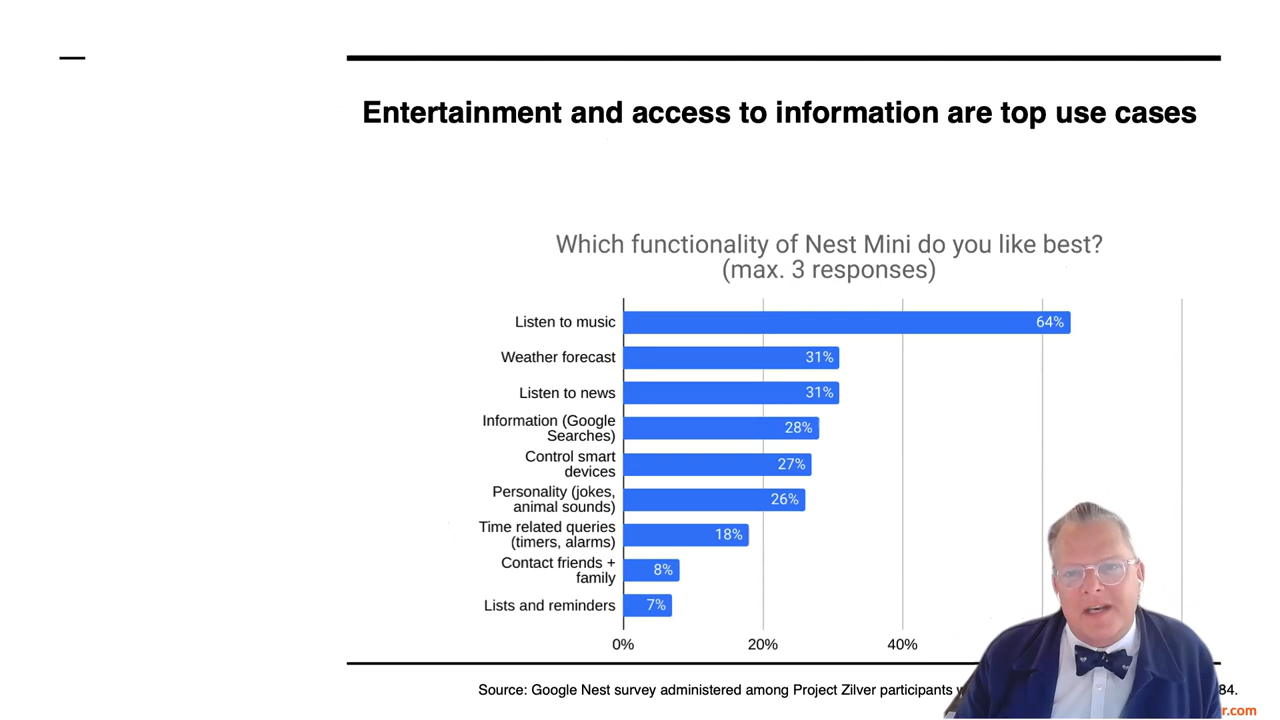 Entertainment and access to information are top use cases
Which functionality of Nest Mini do you like best?
(max. 3 responses)
Listen to music
64%
Weather forecast
31%
Listen to news
31%
Information (Google
Searches)
28%
Control smart
devices
27%
Personality (jokes,
animal sounds)
26%
Time related queries
(timers, alarms)
18%
Contact friends +
family
8%
Lists and reminders
7%
0% 20% 40%
Source: Google Nest survey administered among Project Zilver participants 84.
r.com